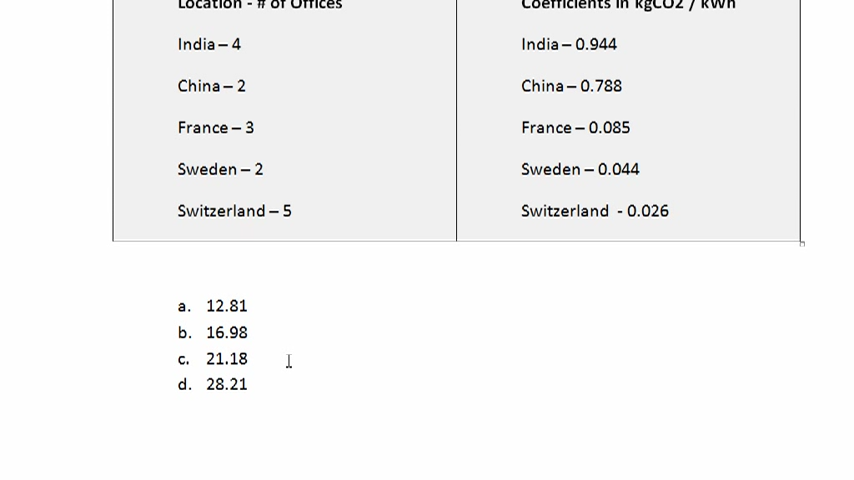 Location - # of Offices
Coefficients in kgCO2 / kWh
India – 4
India – 0.944
China – 2
China – 0.788
France – 3
France – 0.085
Sweden – 2
Sweden – 0.044
Switzerland – 5
Switzerland - 0.026
a. 12.81
b. 16.98
c. 21.18
d. 28.21